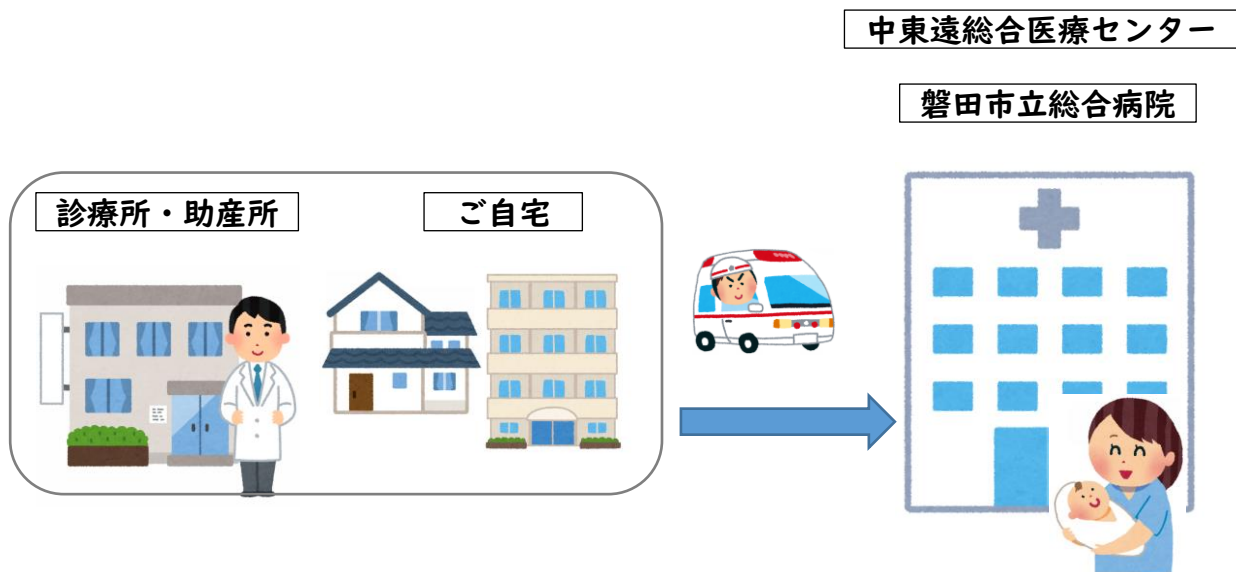 中東遠総合医療センター
磐田市立総合病院
診療所・助産所
ご自宅